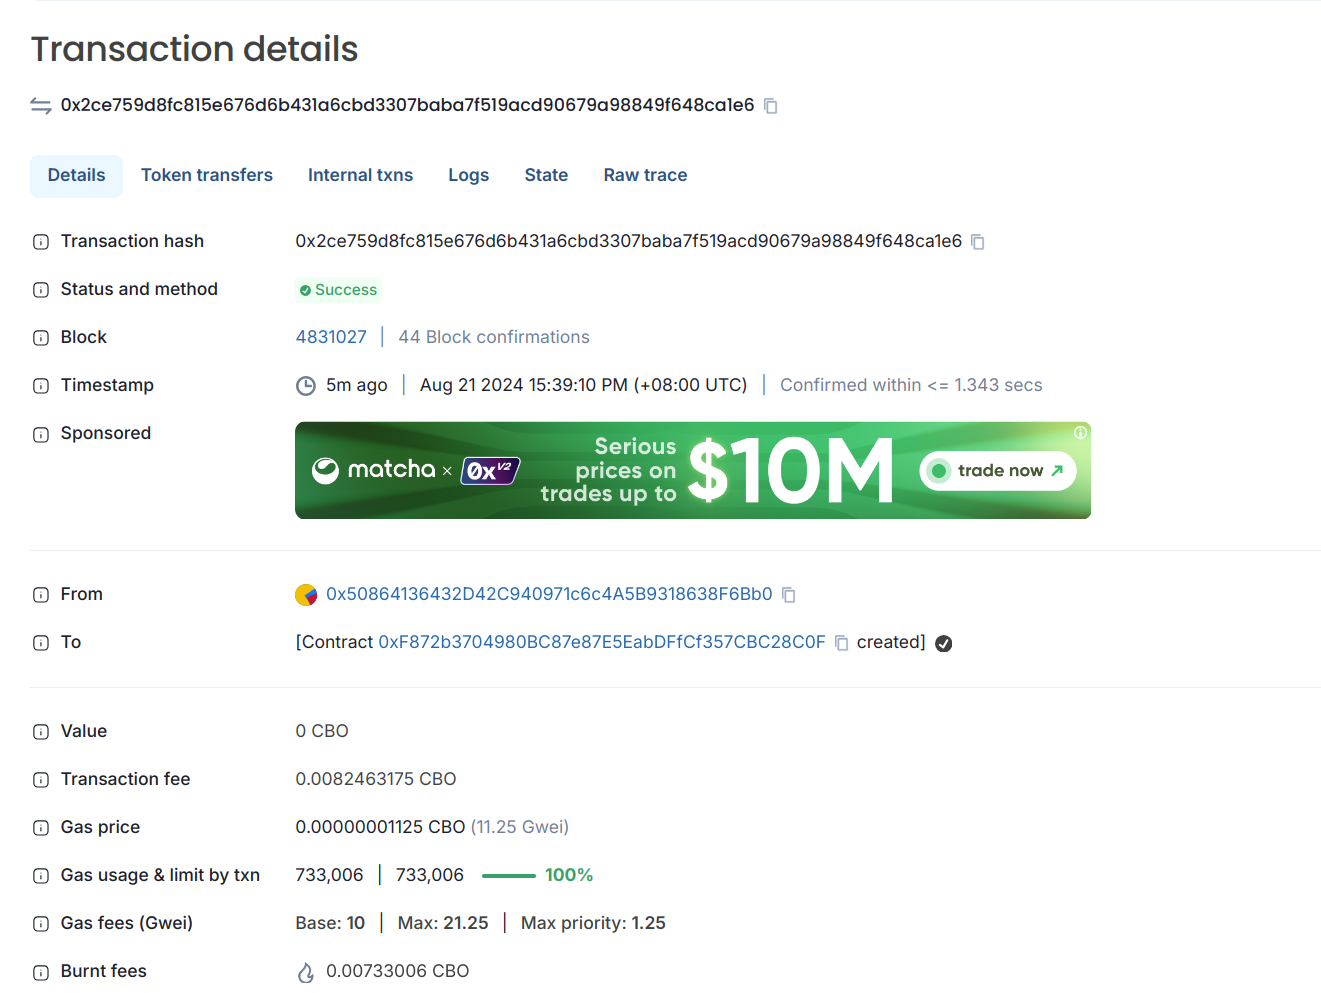 Transaction details
0x2ce759d8fc815e676d6b431a6cbd3307baba7f519acd90679a98849f648ca1e6
Details Token transfers Internal txns Logs State Raw trace
Transaction hash 0x2ce759d8fc815e676d6b431a6cbd3307baba7f519acd90679a98849f648ca1e6
Status and method Success
Block 4831027 | 44 Block confirmations
Timestamp 5m ago | Aug 21 2024 15:39:10 PM (+08:00 UTC) | Confirmed within <= 1.343 secs
Sponsored
matcha × 0x V2
Serious
prices on
trades up to
$10M
trade now
From 0x50864136432D42C940971c6c4A5B9318638F6Bb0
To [Contract 0xF872b3704980BC87e87E5EabDFfCf357CBC28C0F created]
Value 0 CBO
Transaction fee 0.0082463175 CBO
Gas price 0.00000001125 CBO (11.25 Gwei)
Gas usage & limit by txn 733,006 | 733,006 100%
Gas fees (Gwei) Base: 10 | Max: 21.25 | Max priority: 1.25
Burnt fees 0.00733006 CBO